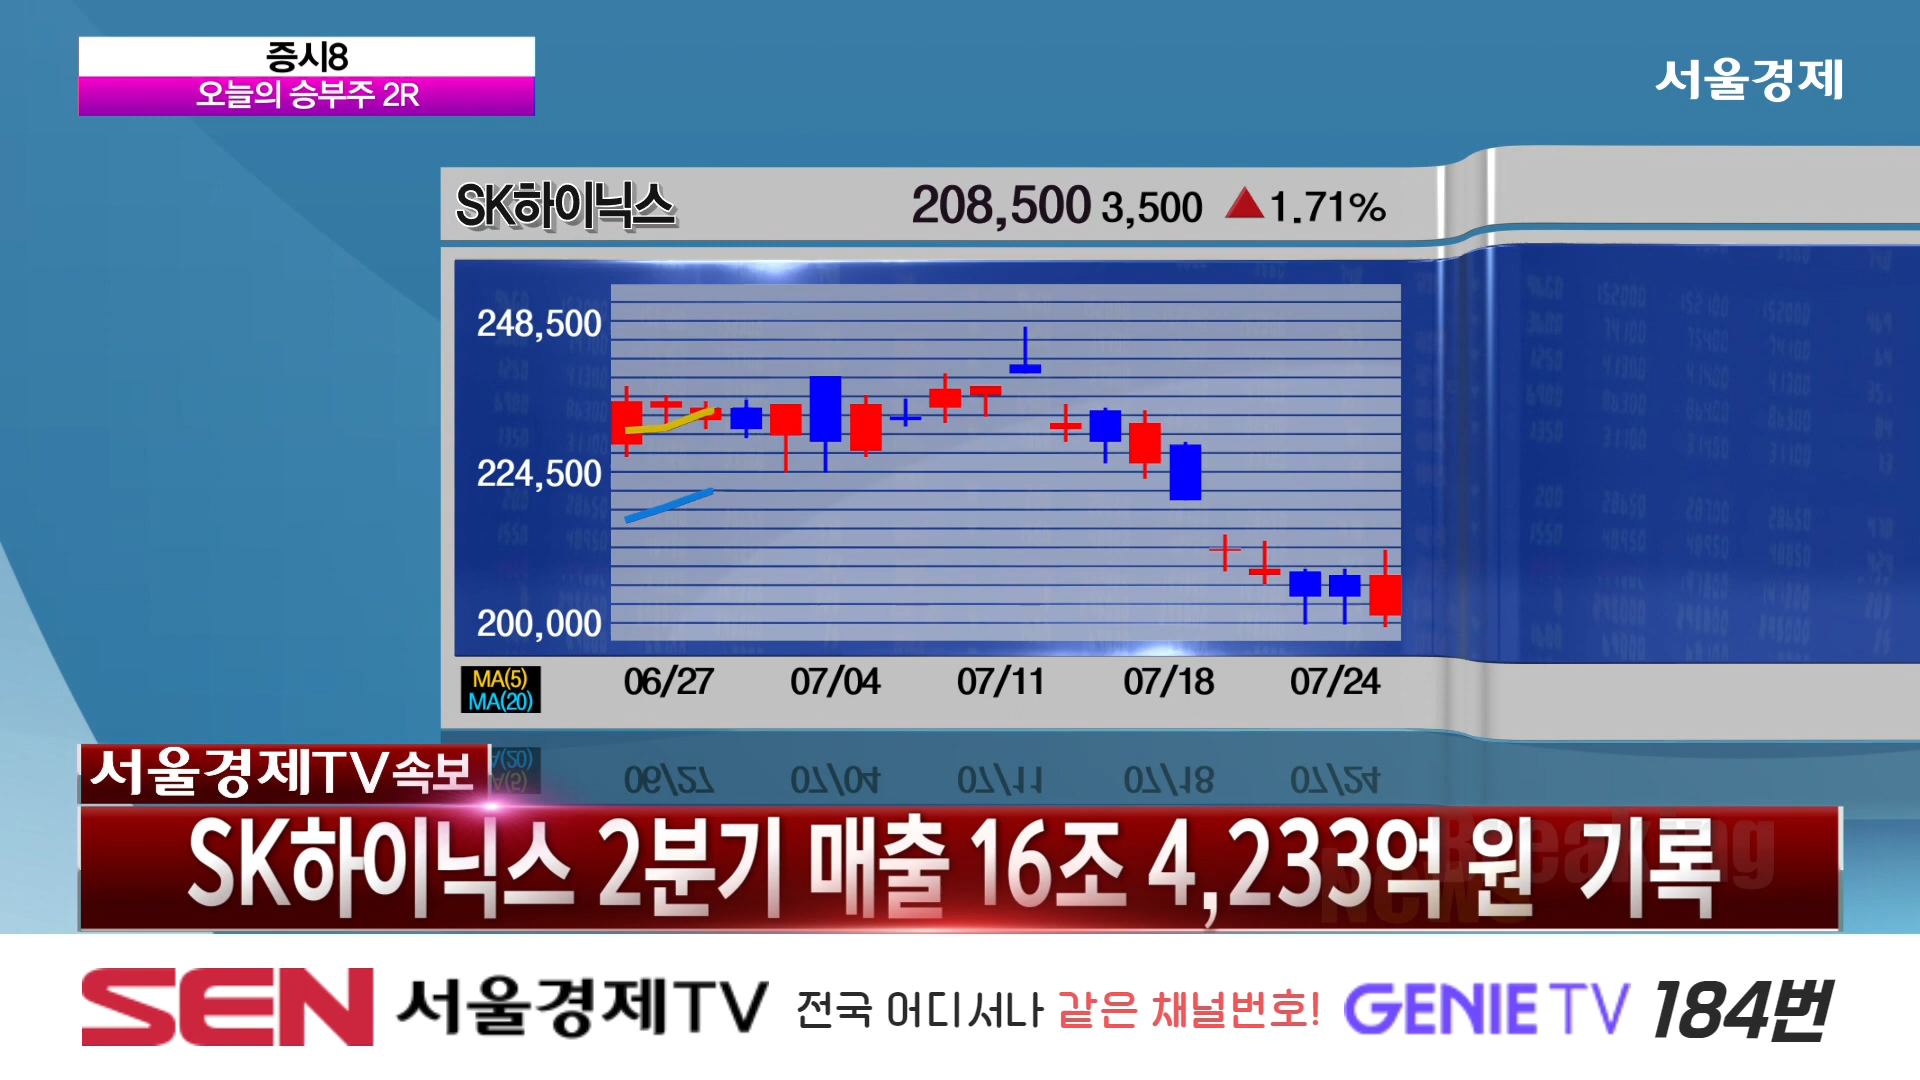 증시8
오늘의 승부주 2R
서울경제
SK하이닉스 208,500 3,500 ▲1.71%
248,500
224,500
200,000
MA(5)
MA(20)
06/27 07/04 07/11 07/18 07/24
서울경제TV속보
SK하이닉스 2분기 매출 16조 4,233억 원 기록
Breaking
News
SEN 서울경제TV 전국 어디서나 같은 채널번호! GENIE TV 184번